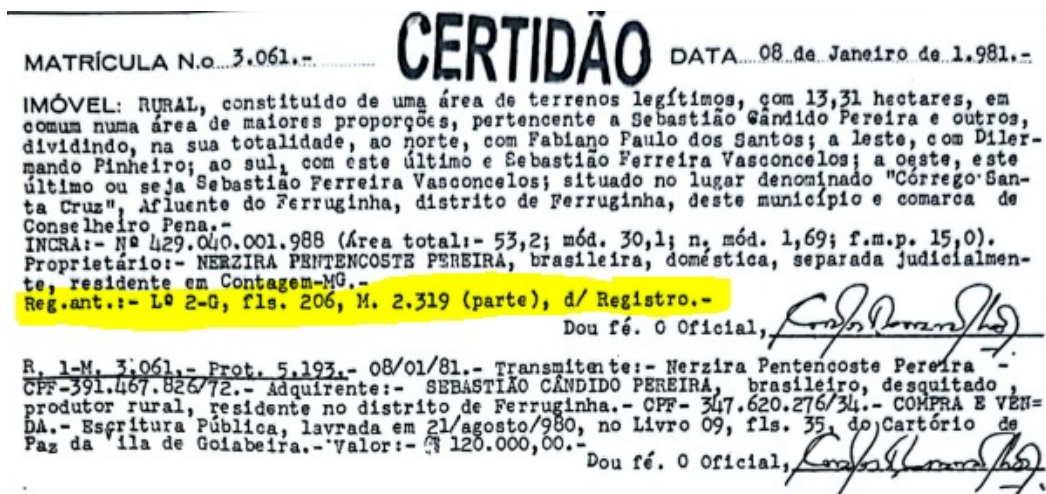 CERTIDÃO
MATRÍCULA N.o 3.061.- DATA 08 de Janeiro de 1.981.-
IMÓVEL: RURAL, constituido de uma área de terrenos legítimos, com 13,31 hectares, em
comum numa área de maiores proporções, pertencente a Sebastião Cândido Pereira e outros,
dividindo, na sua totalidade, ao norte, com Fabiano Paulo dos Santos; a leste, com Diler-
mando Pinheiro; ao sul, com este último e Sebastião Ferreira Vasconcelos; a oeste, este
último ou seja Sebastião Ferreira Vasconcelos; situado no lugar denominado "Córrego San-
ta Cruz", Afluente do Ferruginha, distrito de Ferruginha, deste município e comarca de
Conselheiro Pena.-
INCRA:- Nº 429.040.001.988 (Área total:- 53,2; mód. 30,1; n. mód. 1,69; f.m.p. 15,0).
Proprietário:- NERZIRA PENTENCOSTE PEREIRA, brasileira, doméstica, separada judicialmen-
te, residente em Contagem-MG.-
Reg.ant.:- Lº 2-G, fls. 206, M. 2.319 (parte), d/ Registro.-
Dou fé. O Oficial,
R. 1-M. 3.061.- Prot. 5.193.- 08/01/81.- Transmitente:- Nerzira Pentencoste Pereira -
CPF-391.467.826/72.- Adquirente:- SEBASTIÃO CÂNDIDO PEREIRA, brasileiro, desquitado,
produtor rural, residente no distrito de Ferruginha.- CPF- 347.620.276/34.- COMPRA E VEN=
DA.- Escritura Pública, lavrada em 21/agosto/980, no Livro 09, fls. 35, do Cartório de
Paz da Vila de Goiabeira.- Valor:- 120.000,00.-
Dou fé. O Oficial,